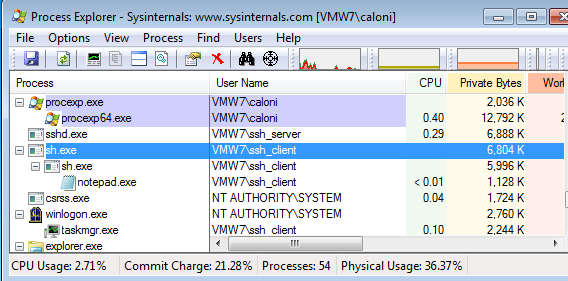 Process Explorer - Sysinternals: www.sysinternals.com [VMW7\caloni]
File Options View Process Find Users Help
Process User Name CPU Private Bytes Work
procexp.exe VMW7\caloni 2,036 K
procexp64.exe VMW7\caloni 0.40 12,792 K 2
sshd.exe VMW7\ssh_server 0.29 6,888 K
sh.exe VMW7\ssh_client 6,804 K
sh.exe VMW7\ssh_client 5,996 K
notepad.exe VMW7\ssh_client < 0.01 1,128 K
csrss.exe NT AUTHORITY\SYSTEM 0.04 1,724 K
winlogon.exe NT AUTHORITY\SYSTEM 2,760 K
taskmgr.exe VMW7\ssh_client 0.10 2,244 K
explorer.exe
CPU Usage: 2.71% Commit Charge: 21.28% Processes: 54 Physical Usage: 36.37%